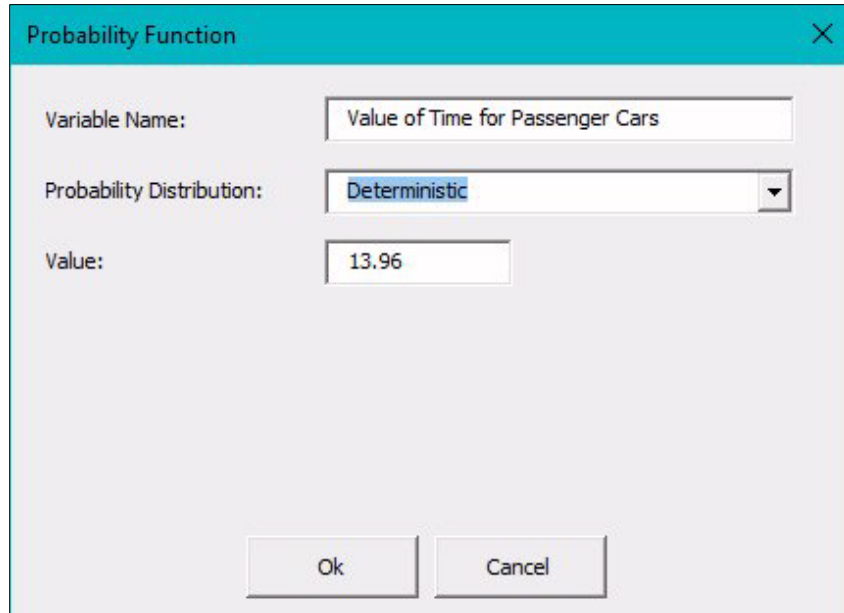 Probability Function
Variable Name: Value of Time for Passenger Cars
Probability Distribution: Deterministic
Value: 13.96
Ok Cancel